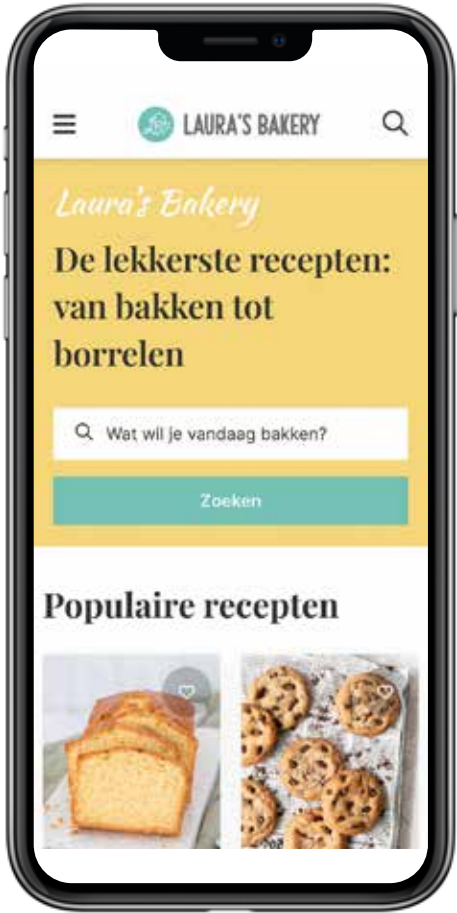 LAURA'S BAKERY
Laura's Bakery
De lekkerste recepten:
van bakken tot
borrelen
Wat wil je vandaag bakken?
Zoeken
Populaire recepten